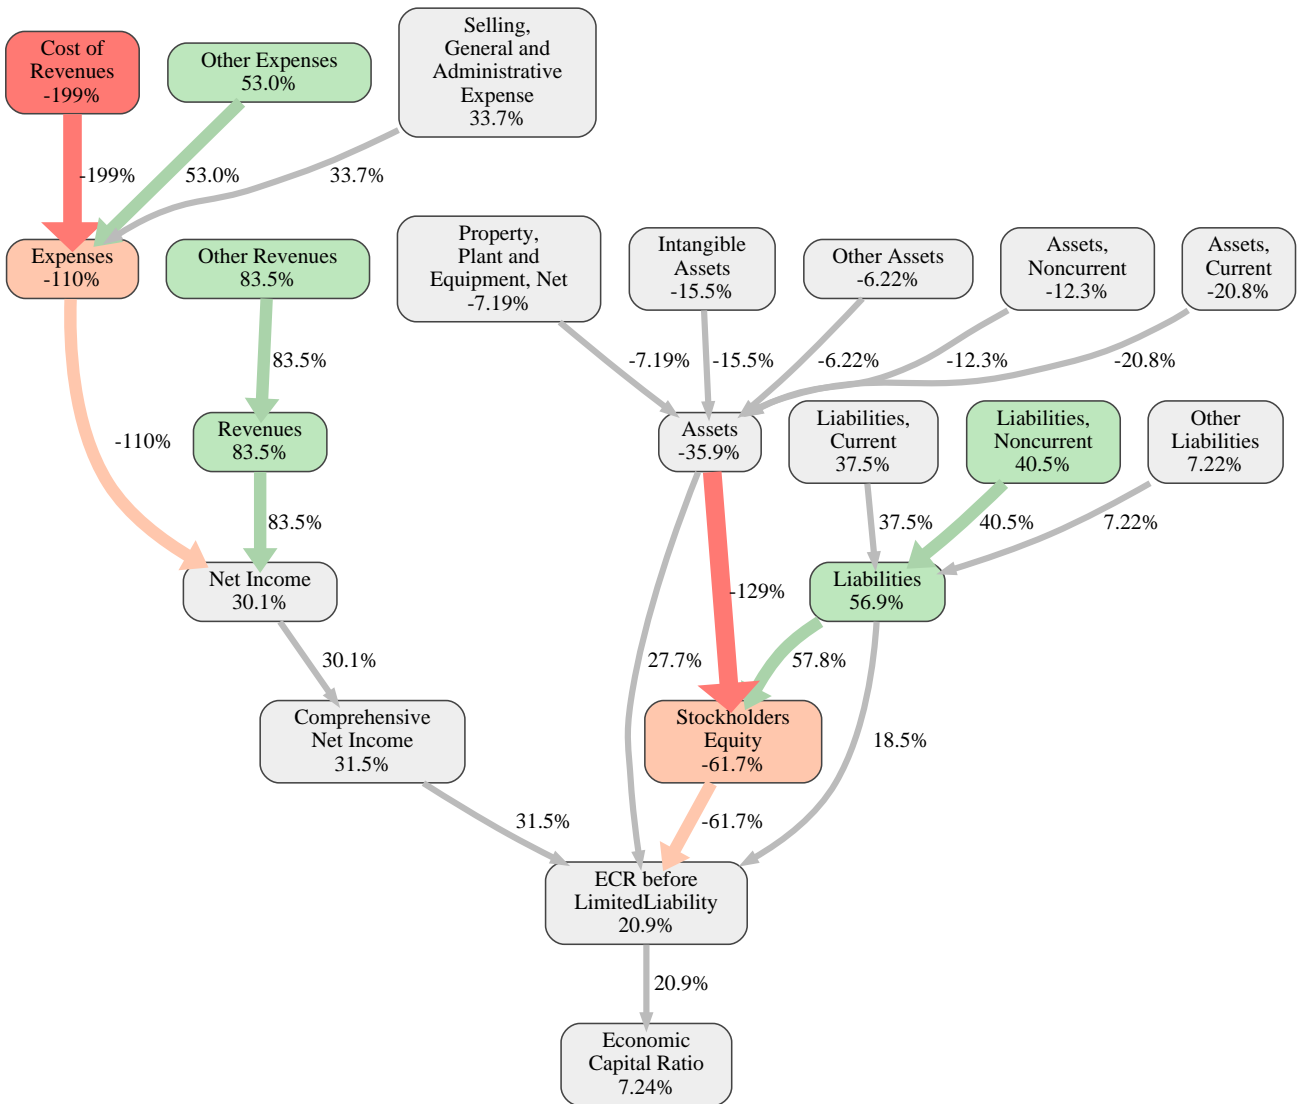 Cost of
Revenues
-199%
Other Expenses
53.0%
Selling,
General and
Administrative
Expense
33.7%
-199%
53.0%
33.7%
Expenses
-110%
Other Revenues
83.5%
Property,
Plant and
Equipment, Net
-7.19%
Intangible
Assets
-15.5%
Other Assets
-6.22%
Assets,
Noncurrent
-12.3%
Assets,
Current
-20.8%
83.5%
-7.19%
-15.5%
-6.22%
-12.3%
-20.8%
-110%
Revenues
83.5%
Assets
-35.9%
Liabilities,
Current
37.5%
Liabilities,
Noncurrent
40.5%
Other
Liabilities
7.22%
83.5%
37.5%
40.5%
7.22%
Net Income
30.1%
-129%
Liabilities
56.9%
30.1%
27.7%
57.8%
18.5%
Comprehensive
Net Income
31.5%
Stockholders
Equity
-61.7%
31.5%
-61.7%
ECR before
LimitedLiability
20.9%
20.9%
Economic
Capital Ratio
7.24%